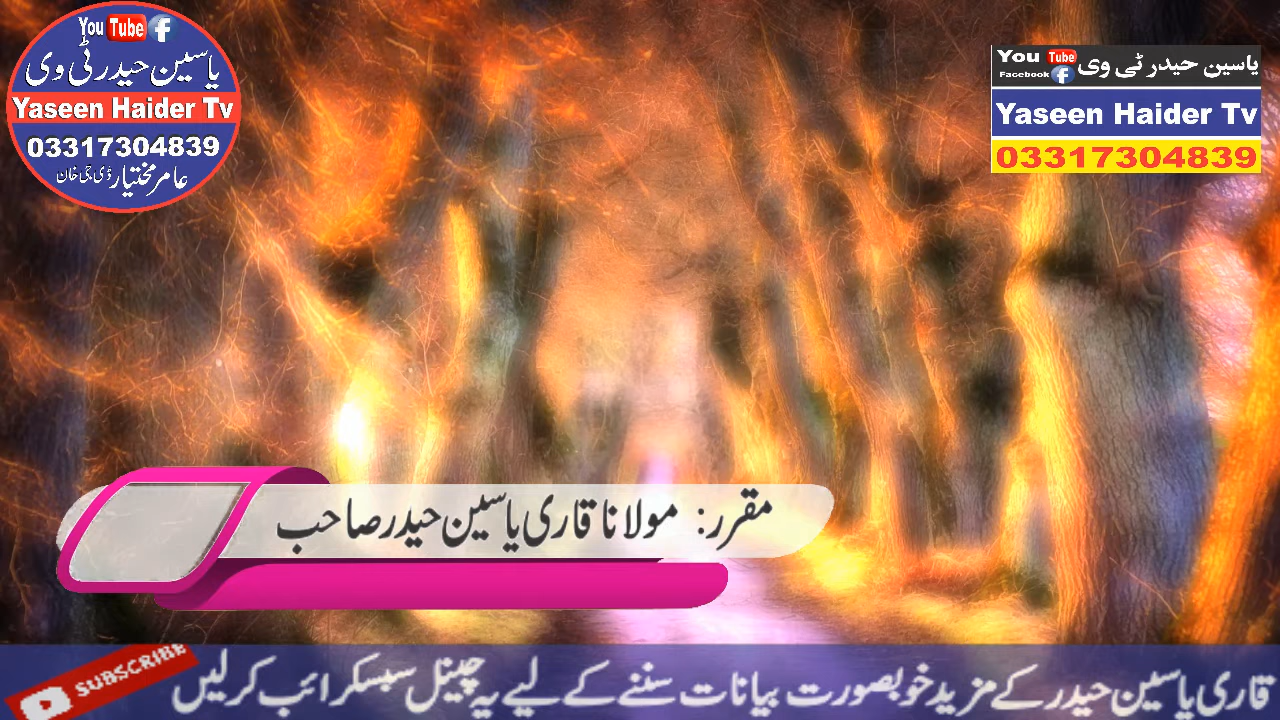 You Tube f
یاسین حیدر ٹی وی
Yaseen Haider Tv
03317304839
عامر مختیار ڈی جی خان
You Tube
Facebook f
یاسین حیدر ٹی وی
Yaseen Haider Tv
03317304839
مقرر: مولانا قاری یاسین حیدر صاحب
قاری یاسین حیدر کے مزید خوبصورت بیانات سننے کے لیے یہ چینل سبسکرائب کرلیں
SUBSCRIBE